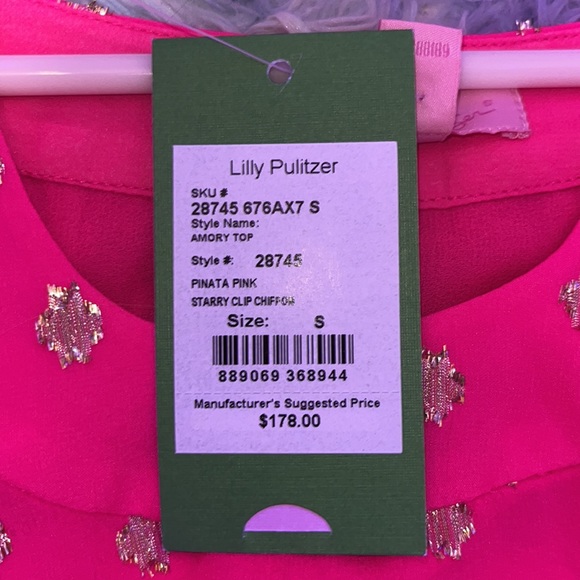 Lilly Pulitzer
SKU #
28745 676AX7 S
Style Name:
AMORY TOP
Style #: 28745
PINATA PINK
STARRY CLIP CHIFFON
Size: S
889069 368944
Manufacturer's Suggested Price
$178.00